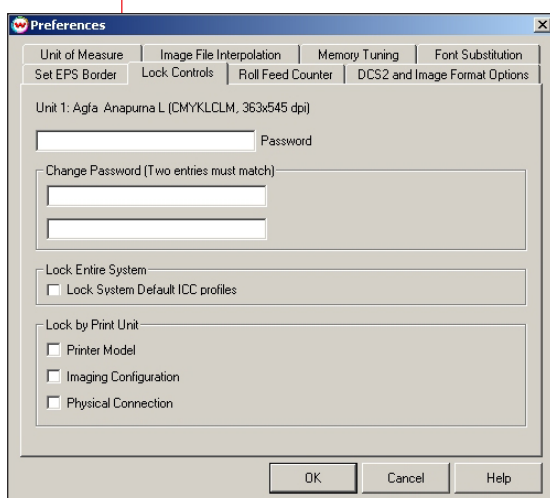 Preferences
Unit of Measure Image File Interpolation Memory Tuning Font Substitution
Set EPS Border Lock Controls Roll Feed Counter DCS2 and Image Format Options
Unit 1: Agfa Anapurna L (CMYKLCLM, 363x545 dpi)
Password
Change Password (Two entries must match)
Lock Entire System
Lock System Default ICC profiles
Lock by Print Unit
Printer Model
Imaging Configuration
Physical Connection
OK Cancel Help